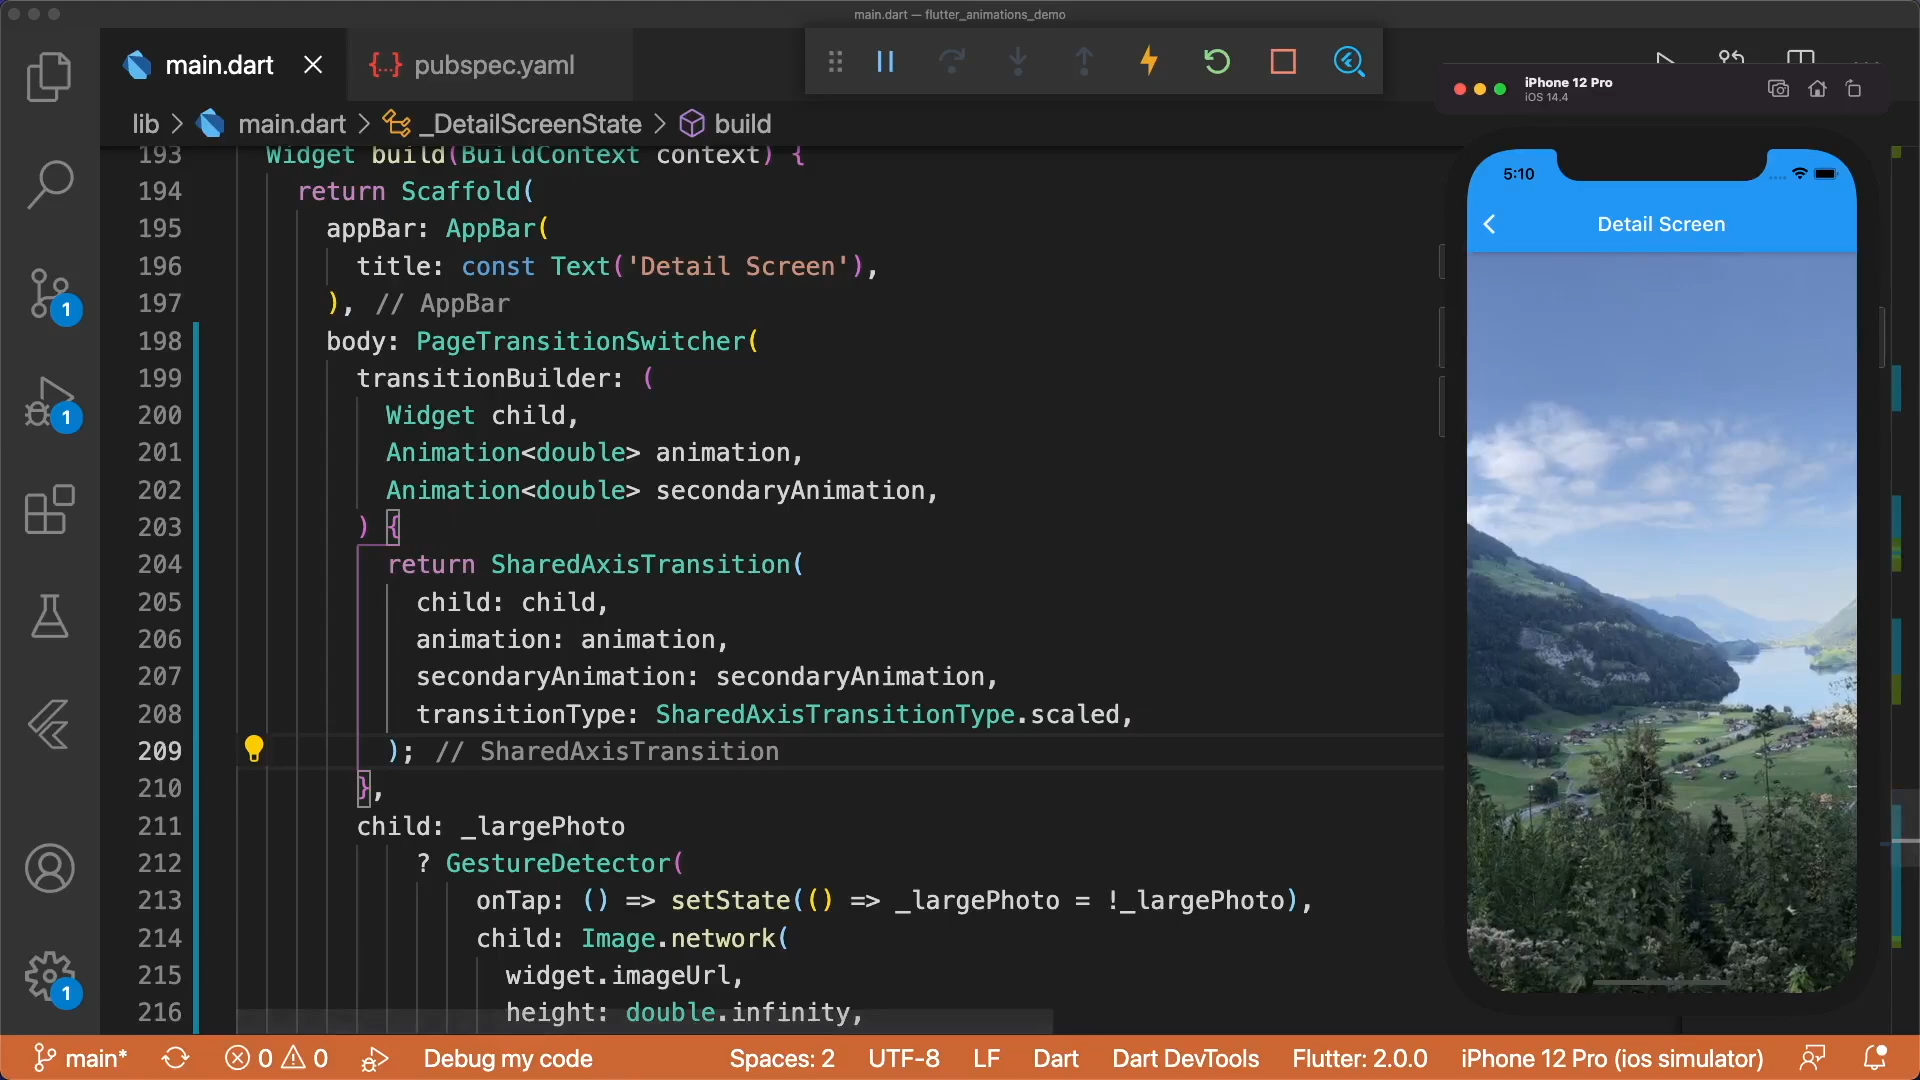 main.dart — flutter_animations_demo
main.dart
{..} pubspec.yaml
iPhone 12 Pro
iOS 14.4
lib > main.dart > _DetailScreenState > build
193 Widget build(BuildContext context) {
194 return Scaffold(
195 appBar: AppBar(
196 title: const Text('Detail Screen'),
197 ), // AppBar
198 body: PageTransitionSwitcher(
199 transitionBuilder: (
200 Widget child,
201 Animation<double> animation,
202 Animation<double> secondaryAnimation,
203 ) {
204 return SharedAxisTransition(
205 child: child,
206 animation: animation,
207 secondaryAnimation: secondaryAnimation,
208 transitionType: SharedAxisTransitionType.scaled,
209 ); // SharedAxisTransition
210 },
211 child: _largePhoto
212 ? GestureDetector(
213 onTap: () => setState(() => _largePhoto = !_largePhoto),
214 child: Image.network(
215 widget.imageUrl,
216 height: double.infinity,
1
1
1
5:10
Detail Screen
main* 0 0 Debug my code Spaces: 2 UTF-8 LF Dart Dart DevTools Flutter: 2.0.0 iPhone 12 Pro (ios simulator)